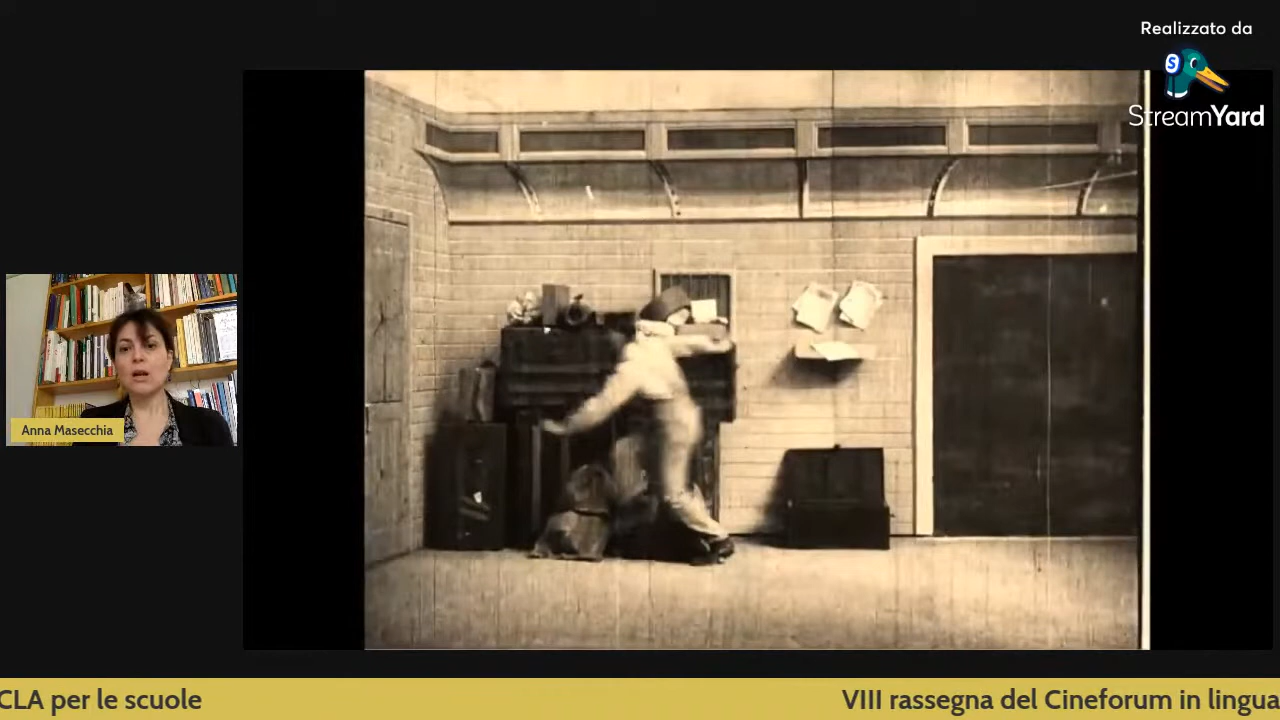 Realizzato da
StreamYard
Anna Masecchia
CLA per le scuole
VIII rassegna del Cineforum in lingua